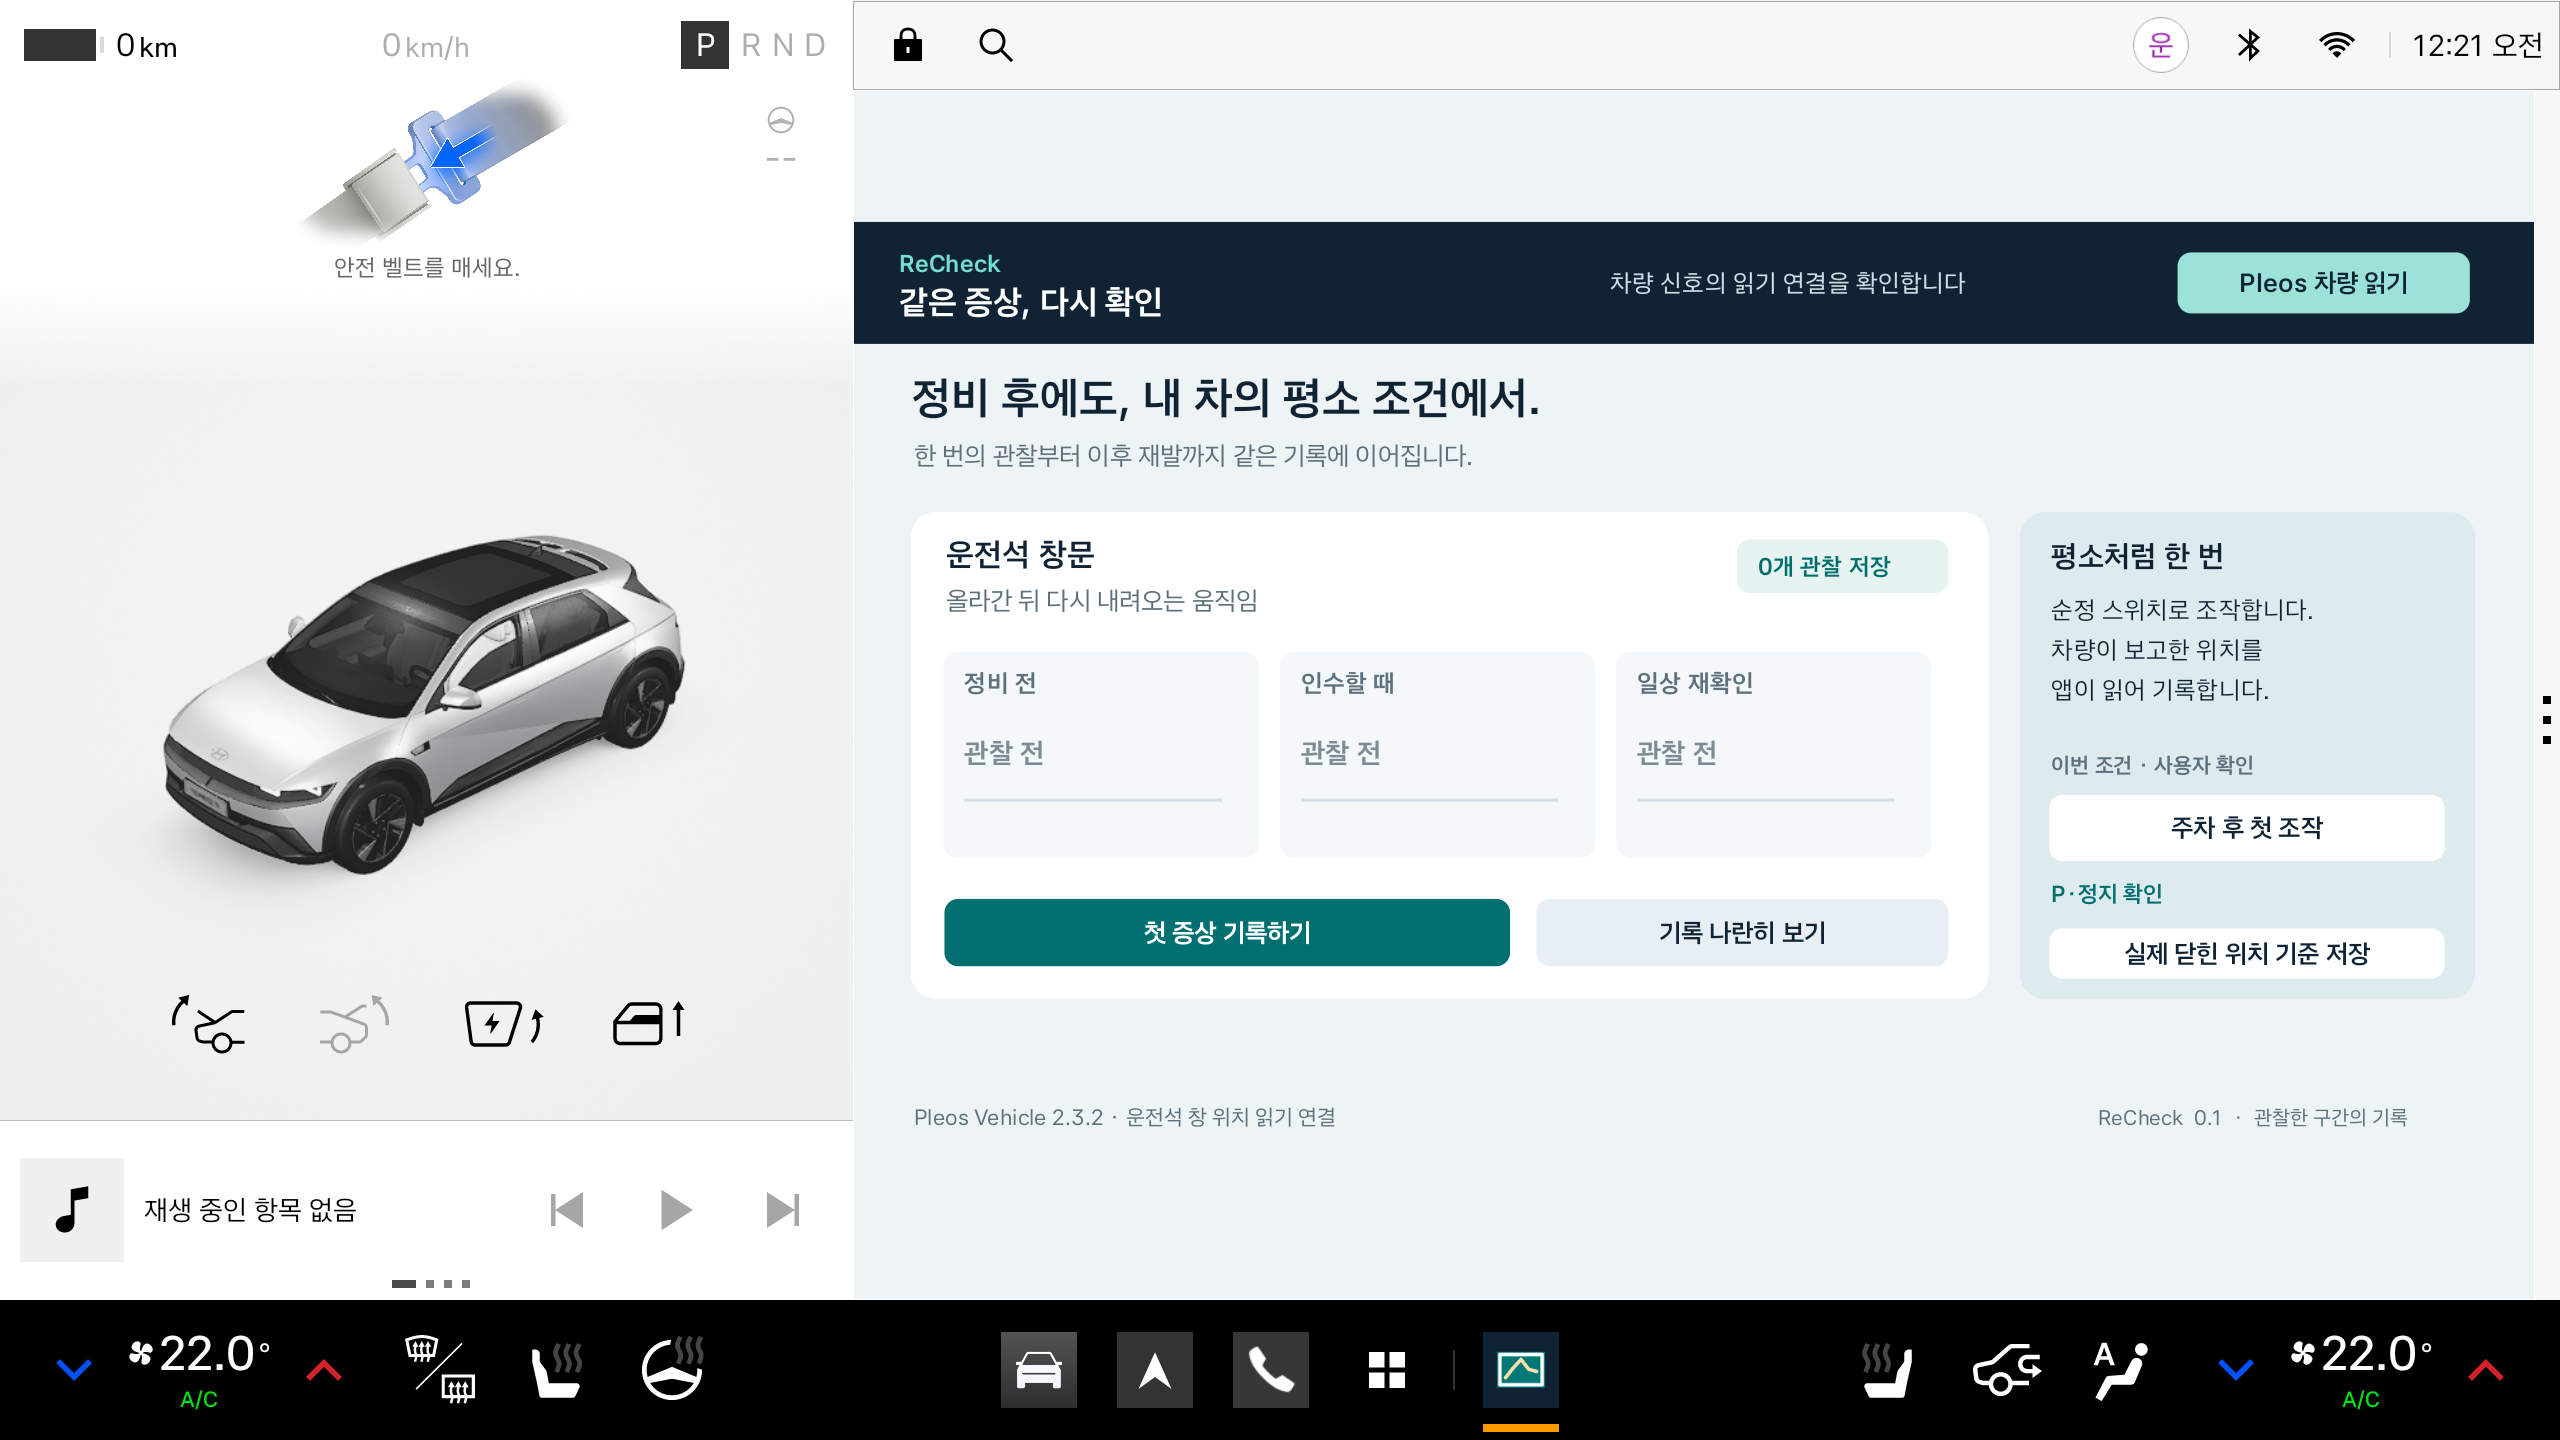 0 km
0 km/h
P R N D
안전 벨트를 매세요.
재생 중인 항목 없음
운
12:21 오전
ReCheck
같은 증상, 다시 확인
차량 신호의 읽기 연결을 확인합니다
Pleos 차량 읽기
정비 후에도, 내 차의 평소 조건에서.
한 번의 관찰부터 이후 재발까지 같은 기록에 이어집니다.
운전석 창문
올라간 뒤 다시 내려오는 움직임
0개 관찰 저장
정비 전
관찰 전
인수할 때
관찰 전
일상 재확인
관찰 전
첫 증상 기록하기
기록 나란히 보기
평소처럼 한 번
순정 스위치로 조작합니다.
차량이 보고한 위치를
앱이 읽어 기록합니다.
이번 조건 · 사용자 확인
주차 후 첫 조작
P·정지 확인
실제 닫힌 위치 기준 저장
Pleos Vehicle 2.3.2 · 운전석 창 위치 읽기 연결
ReCheck 0.1 · 관찰한 구간의 기록
22.0°
A/C
A
22.0°
A/C